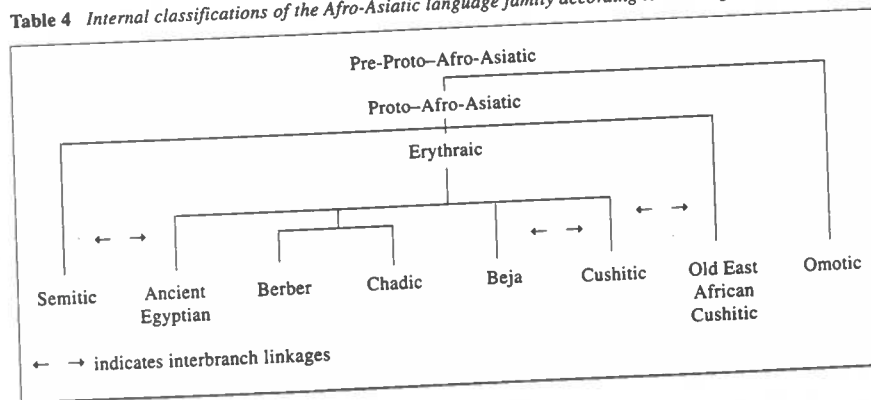 Table 4 Internal classifications of the Afro-Asiatic language family according
Pre-Proto–Afro-Asiatic
Proto–Afro-Asiatic
Erythraic
← →
← →
← →
Semitic
Ancient
Egyptian
Berber
Chadic
Beja
Cushitic
Old East
African
Cushitic
Omotic
← → indicates interbranch linkages